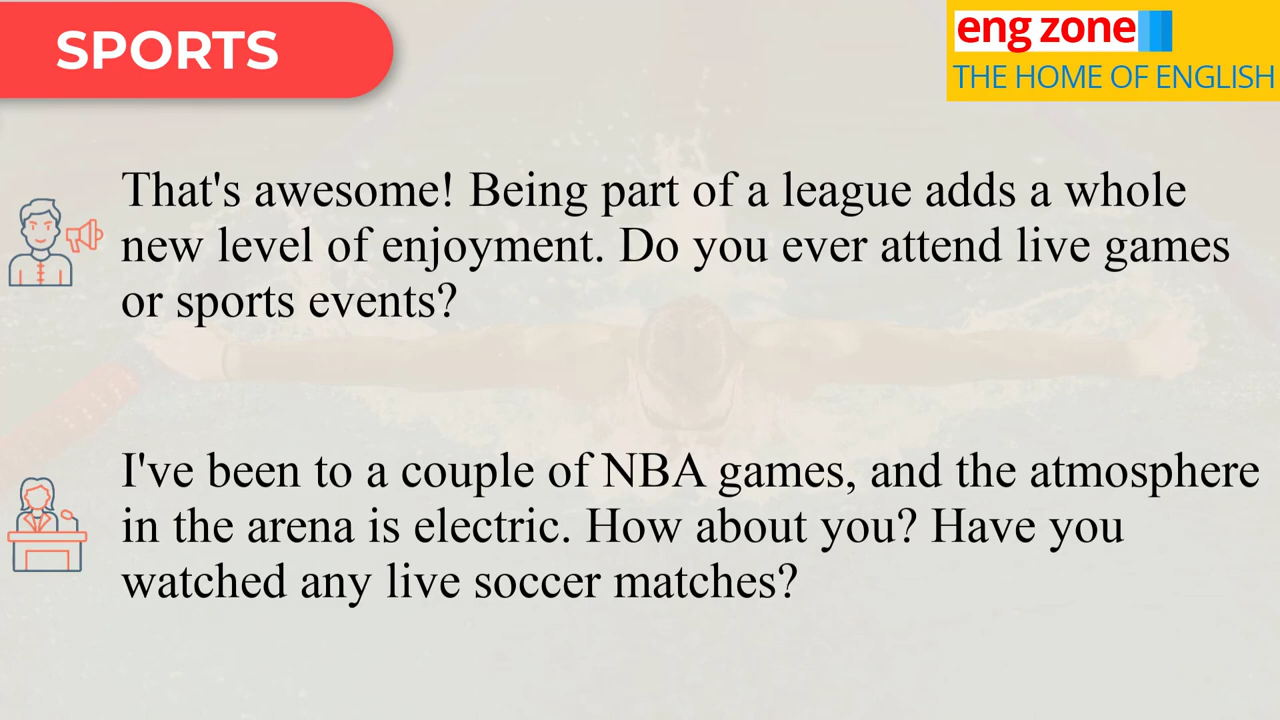 SPORTS
eng zone
THE HOME OF ENGLISH
That's awesome! Being part of a league adds a whole
new level of enjoyment. Do you ever attend live games
or sports events?
I've been to a couple of NBA games, and the atmosphere
in the arena is electric. How about you? Have you
watched any live soccer matches?